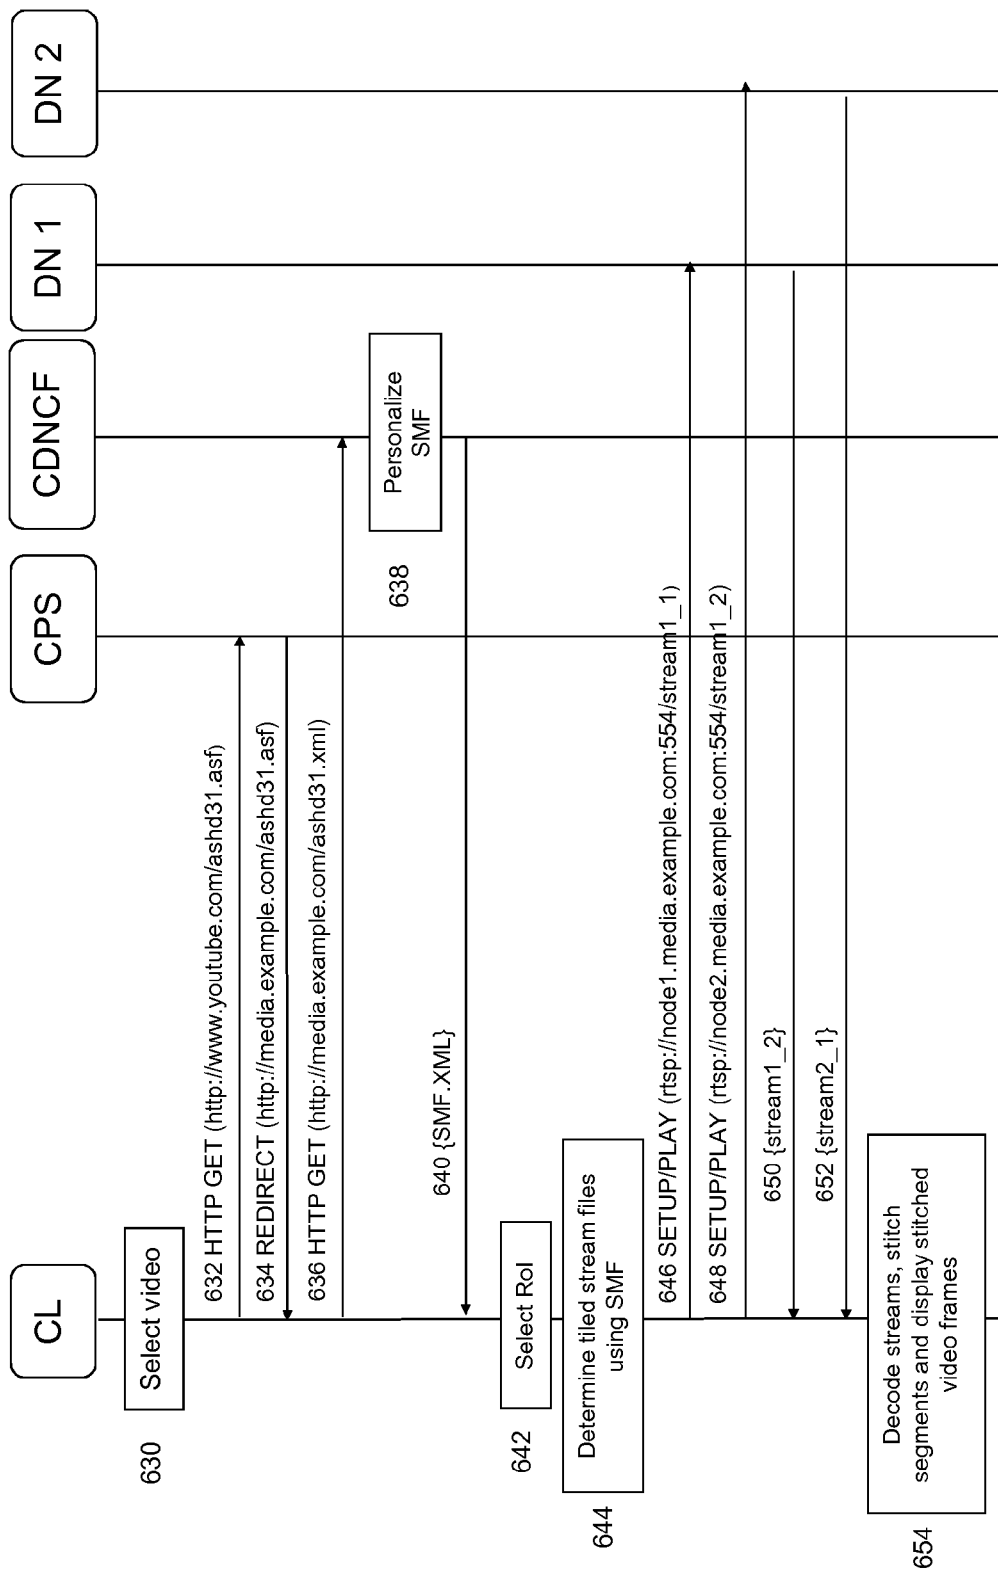 CL
CPS
CDNCF
DN 1
DN 2
630
Select video
632 HTTP GET (http://www.youtube.com/ashd31.asf)
634 REDIRECT (http://media.example.com/ashd31.asf)
636 HTTP GET (http://media.example.com/ashd31.xml)
638
Personalize
SMF
640 {SMF.XML}
642
Select RoI
644
Determine tiled stream files
using SMF
646 SETUP/PLAY (rtsp://node1.media.example.com:554/stream1_1)
648 SETUP/PLAY (rtsp://node2.media.example.com:554/stream1_2)
650 {stream1_2}
652 {stream2_1}
654
Decode streams, stitch
segments and display stitched
video frames